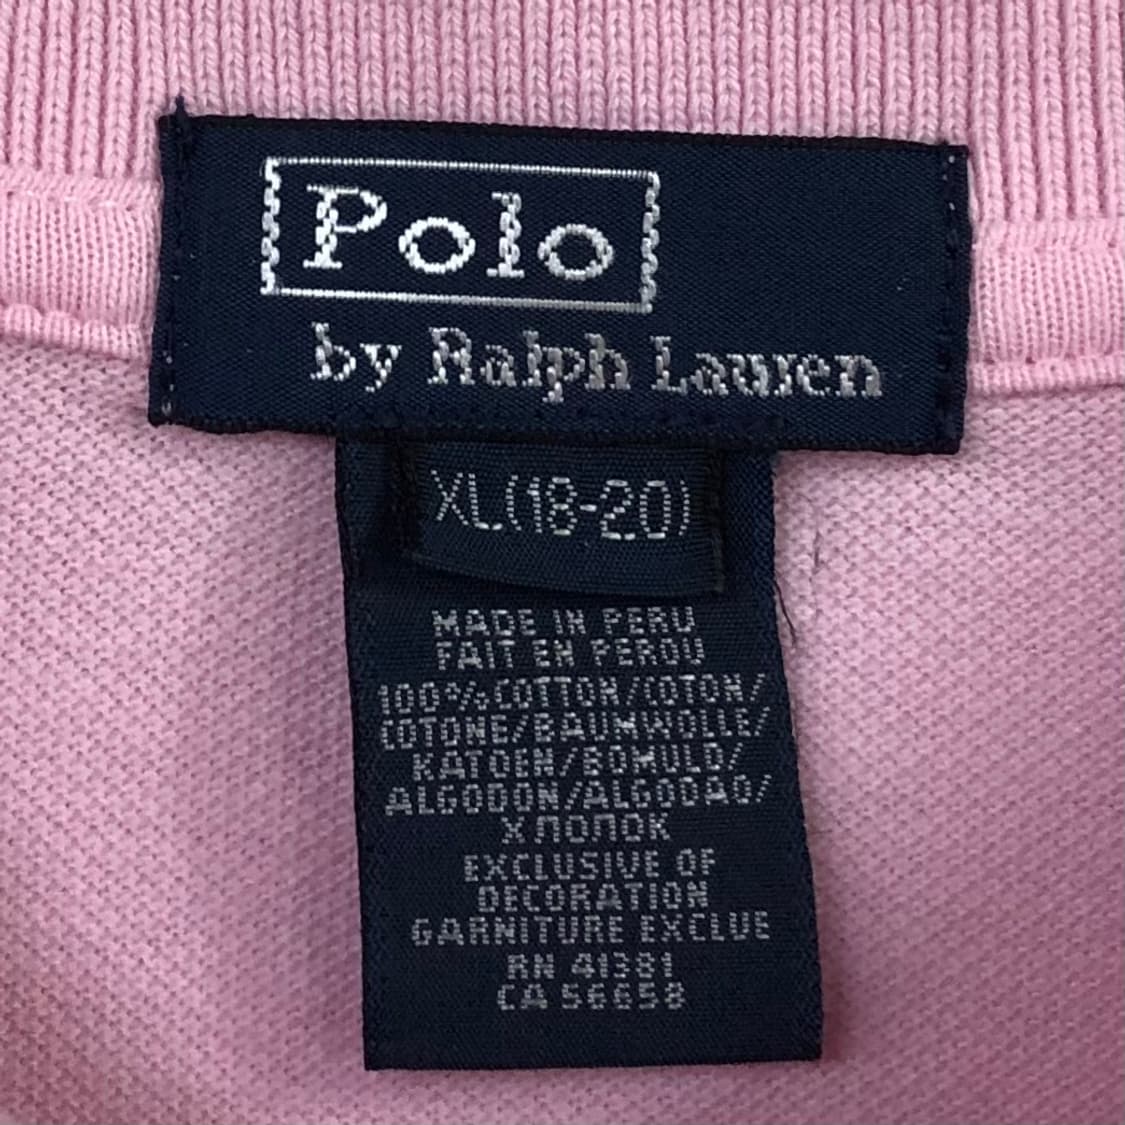 Polo
by Ralph Lauren
XL(18-20)
MADE IN PERU
FAIT EN PEROU
100%COTTON/COTON/
COTONE/BAUMWOLLE/
KATOEN/BOMULD/
ALGODON/ALGODAO/
ХЛОПОК
EXCLUSIVE OF
DECORATION
GARNITURE EXCLUE
RN 41381
CA 56658